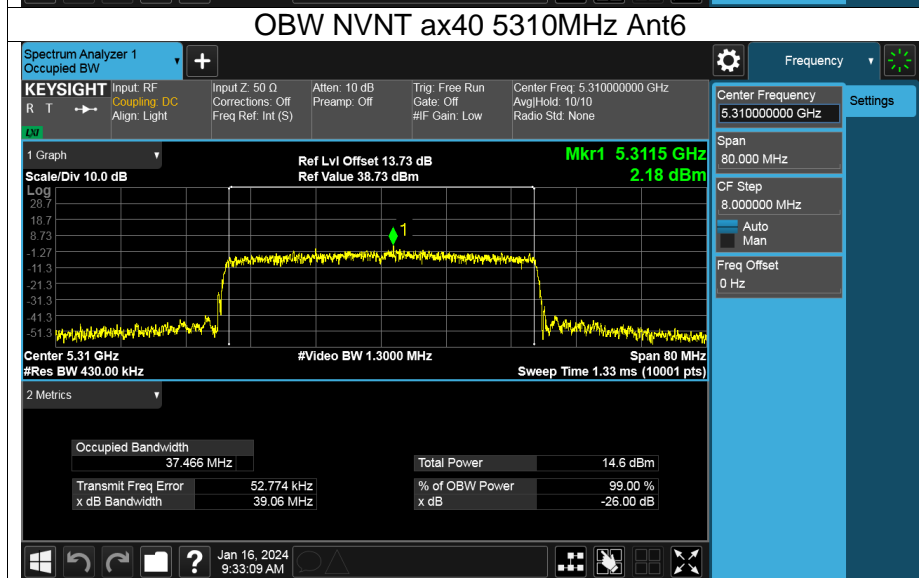 OBW NVNT ax40 5310MHz Ant6
Spectrum Analyzer 1
Occupied BW
+
Frequency
KEYSIGHT
R T
LXI
Input: RF
Coupling: DC
Align: Light
Input Z: 50 Ω
Corrections: Off
Freq Ref: Int (S)
Atten: 10 dB
Preamp: Off
Trig: Free Run
Gate: Off
#IF Gain: Low
Center Freq: 5.310000000 GHz
Avg|Hold: 10/10
Radio Std: None
Center Frequency
5.310000000 GHz
Settings
Span
80.000 MHz
CF Step
8.000000 MHz
Auto
Man
Freq Offset
0 Hz
1 Graph
Scale/Div 10.0 dB
Ref Lvl Offset 13.73 dB
Ref Value 38.73 dBm
Mkr1 5.3115 GHz
2.18 dBm
Log
28.7
18.7
8.73
-1.27
-11.3
-21.3
-31.3
-41.3
-51.3
1
Center 5.31 GHz
#Res BW 430.00 kHz
#Video BW 1.3000 MHz
Span 80 MHz
Sweep Time 1.33 ms (10001 pts)
2 Metrics
Occupied Bandwidth
37.466 MHz
Transmit Freq Error 52.774 kHz
x dB Bandwidth 39.06 MHz
Total Power 14.6 dBm
% of OBW Power 99.00 %
x dB -26.00 dB
?
Jan 16, 2024
9:33:09 AM